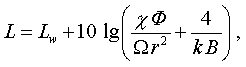 L = L_w + 10 lg( χΦ / Ωr² + 4 / kB ),